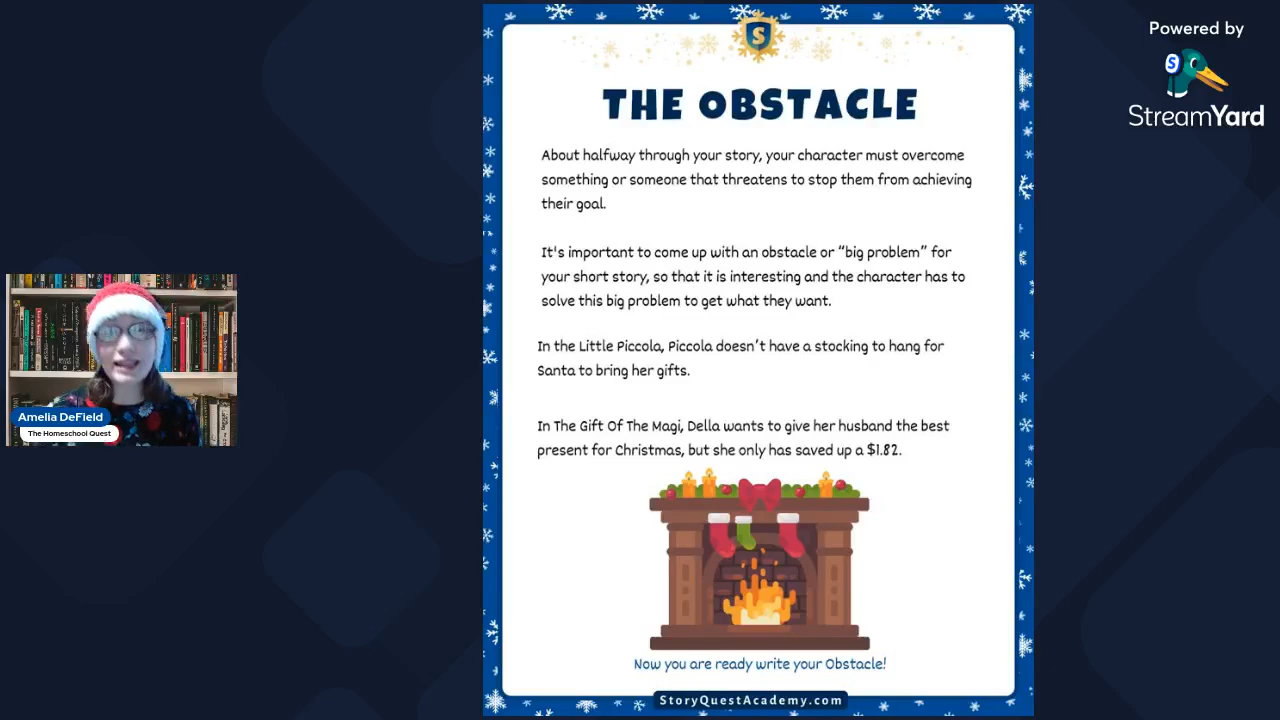 Powered by
StreamYard
S
THE OBSTACLE
About halfway through your story, your character must overcome
something or someone that threatens to stop them from achieving
their goal.
It's important to come up with an obstacle or “big problem” for
your short story, so that it is interesting and the character has to
solve this big problem to get what they want.
In the Little Piccola, Piccola doesn't have a stocking to hang for
Santa to bring her gifts.
In The Gift Of The Magi, Della wants to give her husband the best
present for Christmas, but she only has saved up a $1.82.
Now you are ready write your Obstacle!
StoryQuestAcademy.com
Amelia DeField
The Homeschool Quest